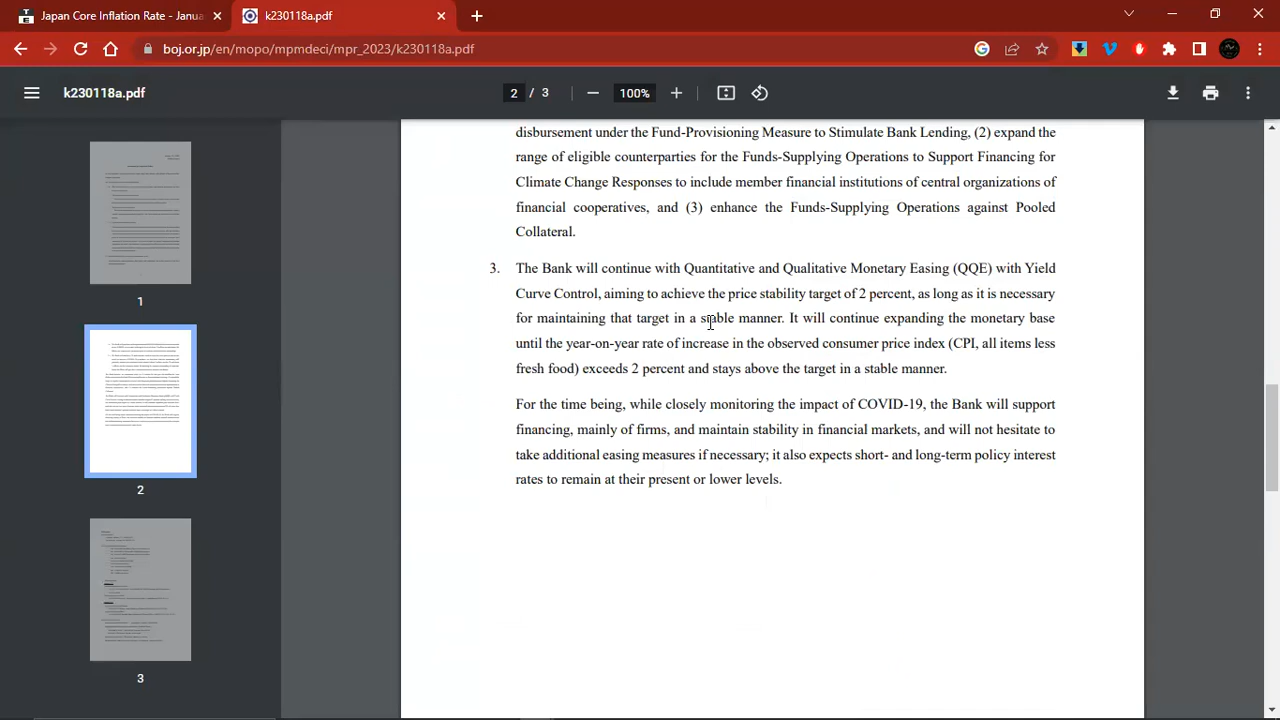 Japan Core Inflation Rate - Janua
k230118a.pdf
boj.or.jp/en/mopo/mpmdeci/mpr_2023/k230118a.pdf
k230118a.pdf
2 / 3
100%
1
2
3
disbursement under the Fund-Provisioning Measure to Stimulate Bank Lending, (2) expand the
range of eligible counterparties for the Funds-Supplying Operations to Support Financing for
Climate Change Responses to include member financial institutions of central organizations of
financial cooperatives, and (3) enhance the Funds-Supplying Operations against Pooled
Collateral.
3. The Bank will continue with Quantitative and Qualitative Monetary Easing (QQE) with Yield
Curve Control, aiming to achieve the price stability target of 2 percent, as long as it is necessary
for maintaining that target in a stable manner. It will continue expanding the monetary base
until the year-on-year rate of increase in the observed consumer price index (CPI, all items less
fresh food) exceeds 2 percent and stays above the target in a stable manner.
For the time being, while closely monitoring the impact of COVID-19, the Bank will support
financing, mainly of firms, and maintain stability in financial markets, and will not hesitate to
take additional easing measures if necessary; it also expects short- and long-term policy interest
rates to remain at their present or lower levels.